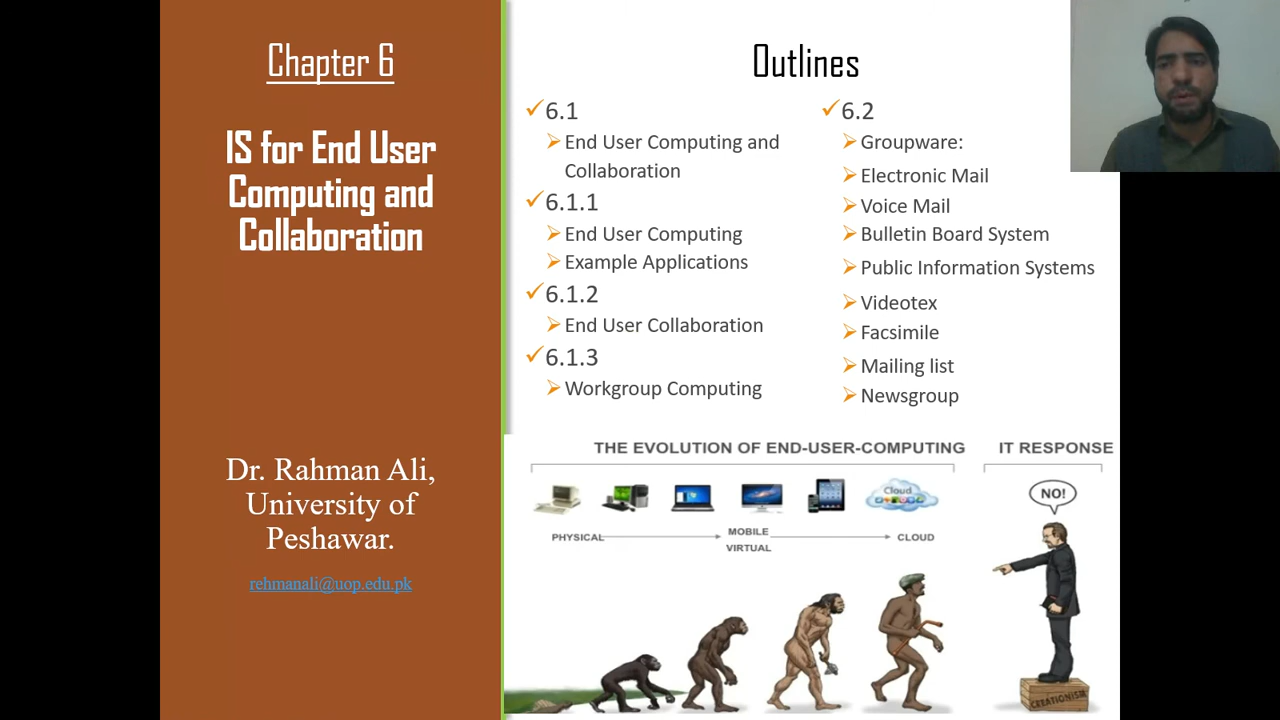 Chapter 6
IS for End User
Computing and
Collaboration
Dr. Rahman Ali,
University of
Peshawar.
rehmanali@uop.edu.pk
Outlines
6.1
End User Computing and
Collaboration
6.1.1
End User Computing
Example Applications
6.1.2
End User Collaboration
6.1.3
Workgroup Computing
6.2
Groupware:
Electronic Mail
Voice Mail
Bulletin Board System
Public Information Systems
Videotex
Facsimile
Mailing list
Newsgroup
THE EVOLUTION OF END-USER-COMPUTING
IT RESPONSE
Cloud
NO!
PHYSICAL
MOBILE
VIRTUAL
CLOUD
CREATIONISM